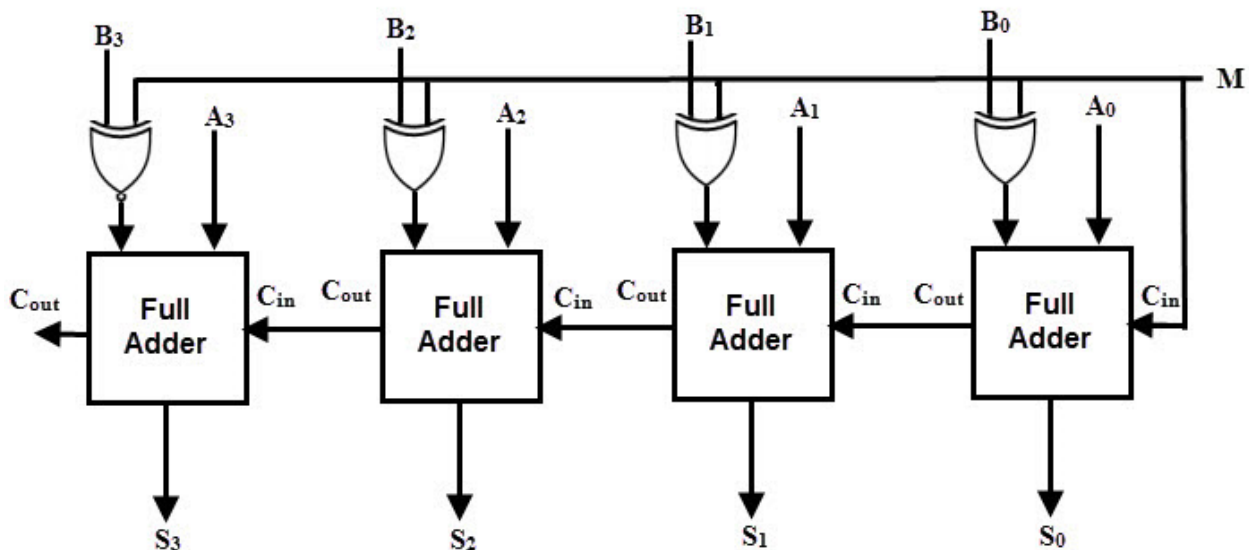 B₃ B₂ B₁ B₀
M
A₃ A₂ A₁ A₀
Cout Cin Cout Cin Cout Cin Cout Cin
Full Adder
Full Adder
Full Adder
Full Adder
S₃ S₂ S₁ S₀